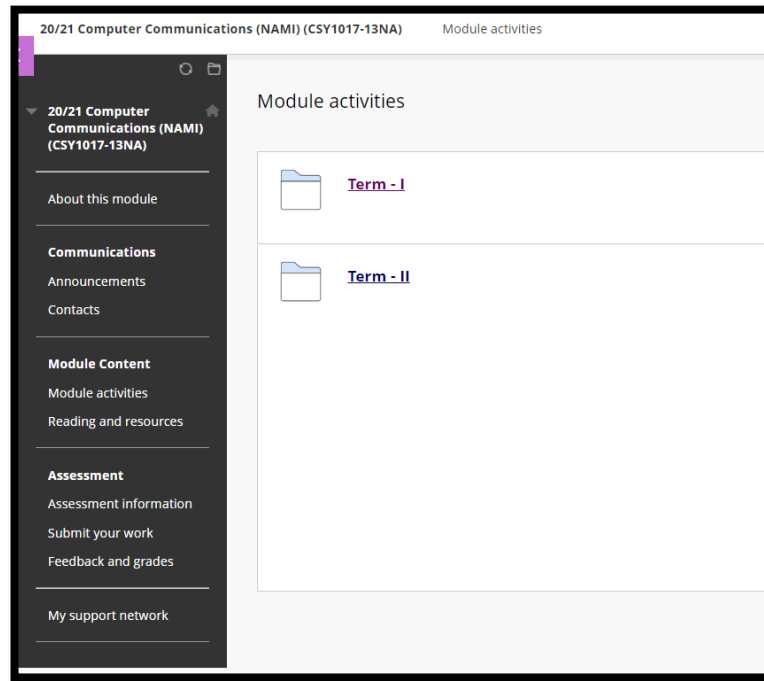 20/21 Computer Communications (NAMI) (CSY1017-13NA) Module activities
20/21 Computer
Communications (NAMI)
(CSY1017-13NA)
About this module
Communications
Announcements
Contacts
Module Content
Module activities
Reading and resources
Assessment
Assessment information
Submit your work
Feedback and grades
My support network
Module activities
Term - I
Term - II